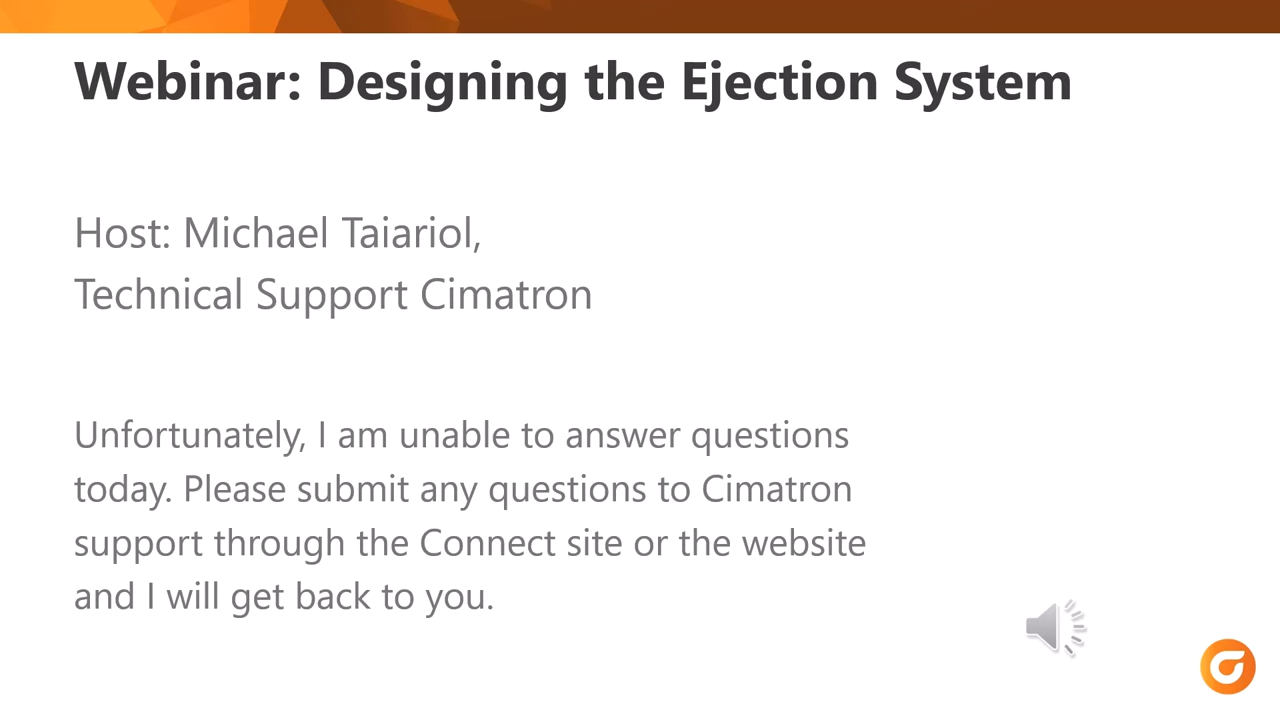 Webinar: Designing the Ejection System
Host: Michael Taiariol,
Technical Support Cimatron
Unfortunately, I am unable to answer questions
today. Please submit any questions to Cimatron
support through the Connect site or the website
and I will get back to you.